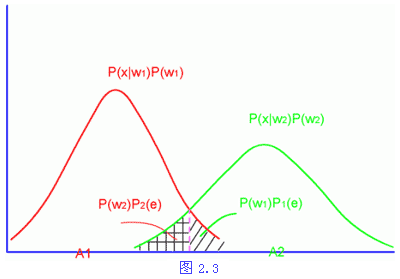 P(x|w1)P(w1)
P(x|w2)P(w2)
P(w2)P2(e)
P(w1)P1(e)
A1
A2
图 2.3